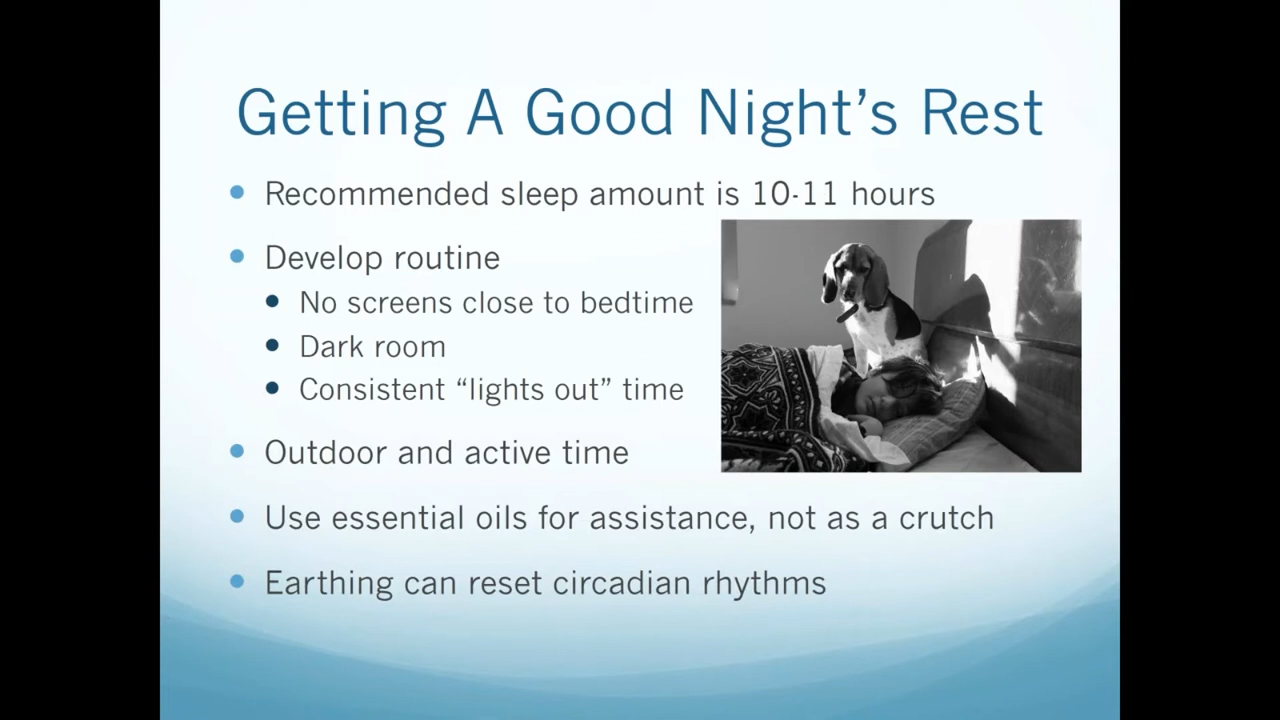 Getting A Good Night’s Rest
Recommended sleep amount is 10-11 hours
Develop routine
No screens close to bedtime
Dark room
Consistent “lights out” time
Outdoor and active time
Use essential oils for assistance, not as a crutch
Earthing can reset circadian rhythms